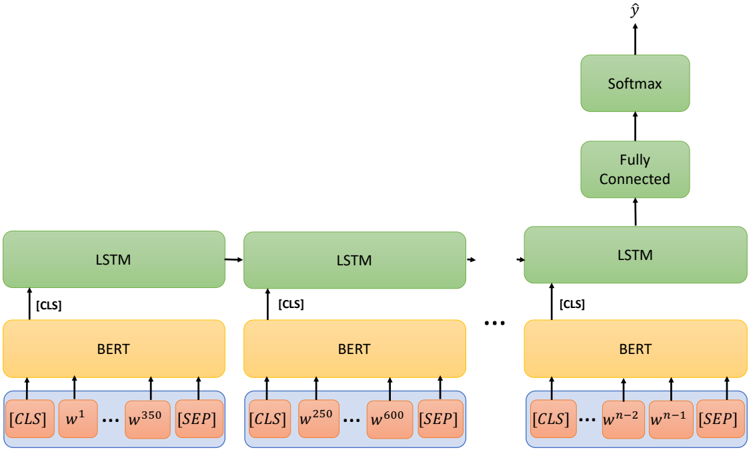 ŷ
Softmax
Fully
Connected
LSTM LSTM LSTM
[CLS] [CLS] [CLS]
...
BERT BERT BERT
[CLS] w^1 ... w^350 [SEP] [CLS] w^250 ... w^600 [SEP] [CLS] ... w^n-2 w^n-1 [SEP]